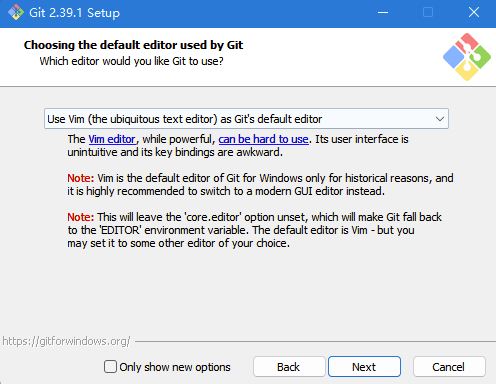 Git 2.39.1 Setup
Choosing the default editor used by Git
Which editor would you like Git to use?
Use Vim (the ubiquitous text editor) as Git's default editor
The Vim editor, while powerful, can be hard to use. Its user interface is
unintuitive and its key bindings are awkward.
Note: Vim is the default editor of Git for Windows only for historical reasons, and
it is highly recommended to switch to a modern GUI editor instead.
Note: This will leave the 'core.editor' option unset, which will make Git fall back
to the 'EDITOR' environment variable. The default editor is Vim - but you
may set it to some other editor of your choice.
https://gitforwindows.org/
Only show new options
Back
Next
Cancel